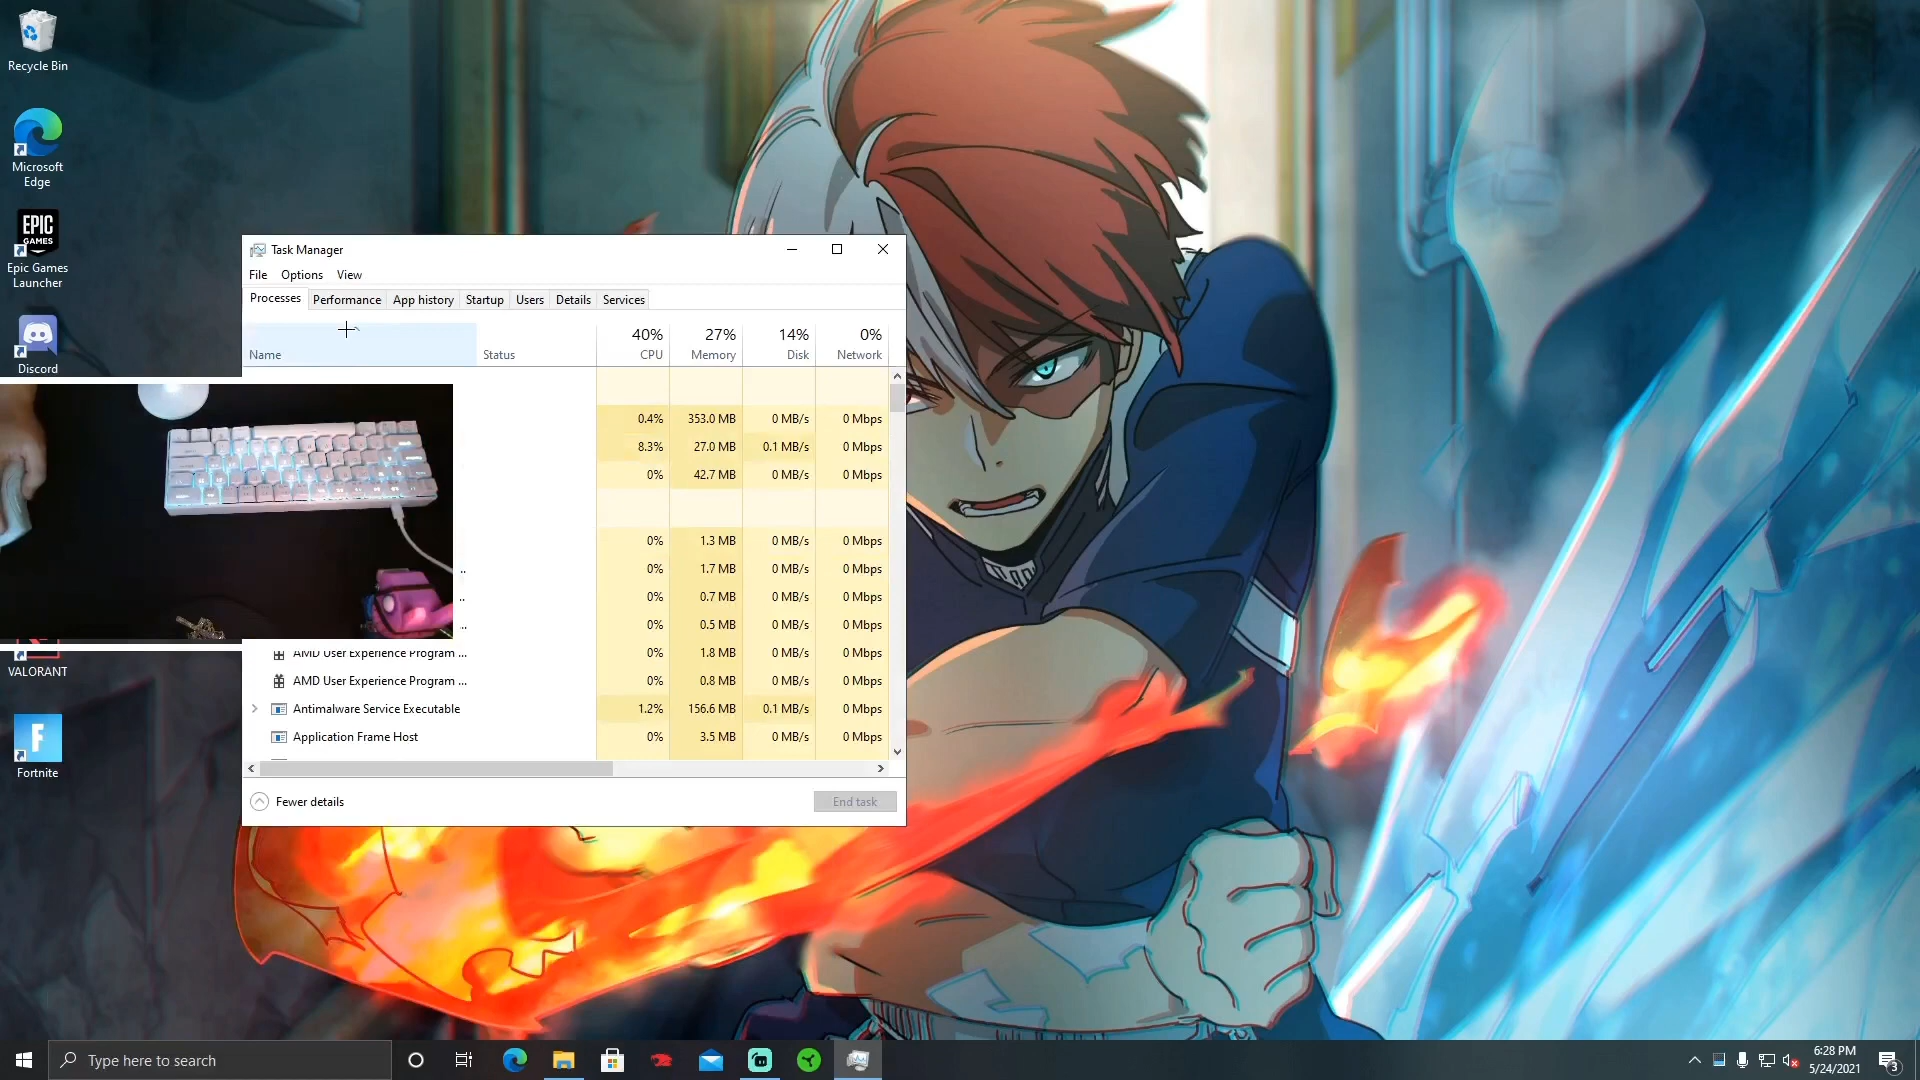 Recycle Bin
Microsoft
Edge
EPIC
GAMES
Epic Games
Launcher
Discord
VALORANT
F
Fortnite
Task Manager
File Options View
Processes Performance App history Startup Users Details Services
40% 27% 14% 0%
Name Status CPU Memory Disk Network
0.4% 353.0 MB 0 MB/s 0 Mbps
8.3% 27.0 MB 0.1 MB/s 0 Mbps
0% 42.7 MB 0 MB/s 0 Mbps
0% 1.3 MB 0 MB/s 0 Mbps
.. 0% 1.7 MB 0 MB/s 0 Mbps
.. 0% 0.7 MB 0 MB/s 0 Mbps
.. 0% 0.5 MB 0 MB/s 0 Mbps
AMD User Experience Program ... 0% 1.8 MB 0 MB/s 0 Mbps
AMD User Experience Program ... 0% 0.8 MB 0 MB/s 0 Mbps
Antimalware Service Executable 1.2% 156.6 MB 0.1 MB/s 0 Mbps
Application Frame Host 0% 3.5 MB 0 MB/s 0 Mbps
Fewer details End task
Type here to search
6:28 PM
5/24/2021
3